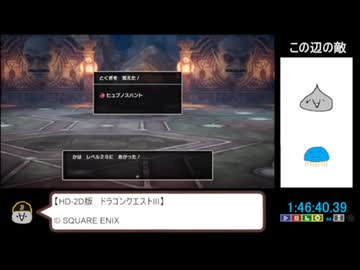 この辺の敵
とくぎを 覚えた！
ヒュプノスハント
かは レベル29に あがった！
【HD-2D版 ドラゴンクエストIII】
© SQUARE ENIX
1:46:40.39